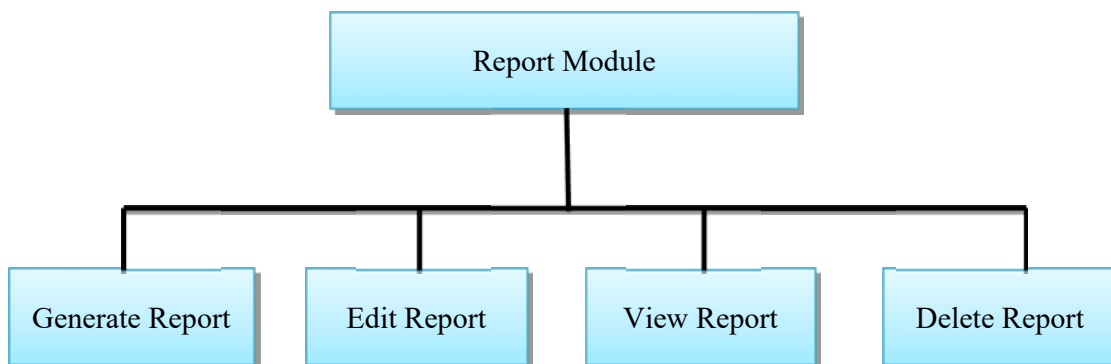 Report Module
Generate Report
Edit Report
View Report
Delete Report